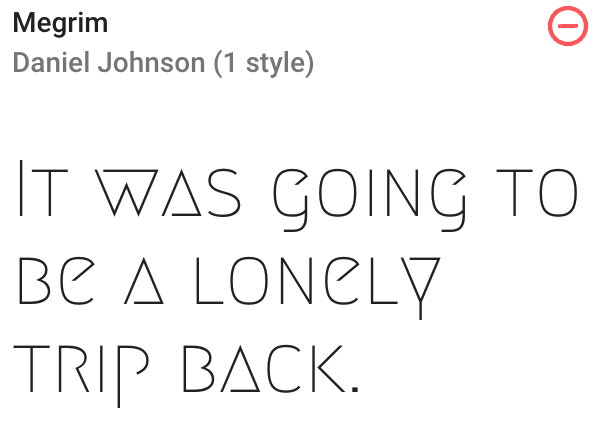 Megrim
Daniel Johnson (1 style)
It was going to
be a lonely
trip back.